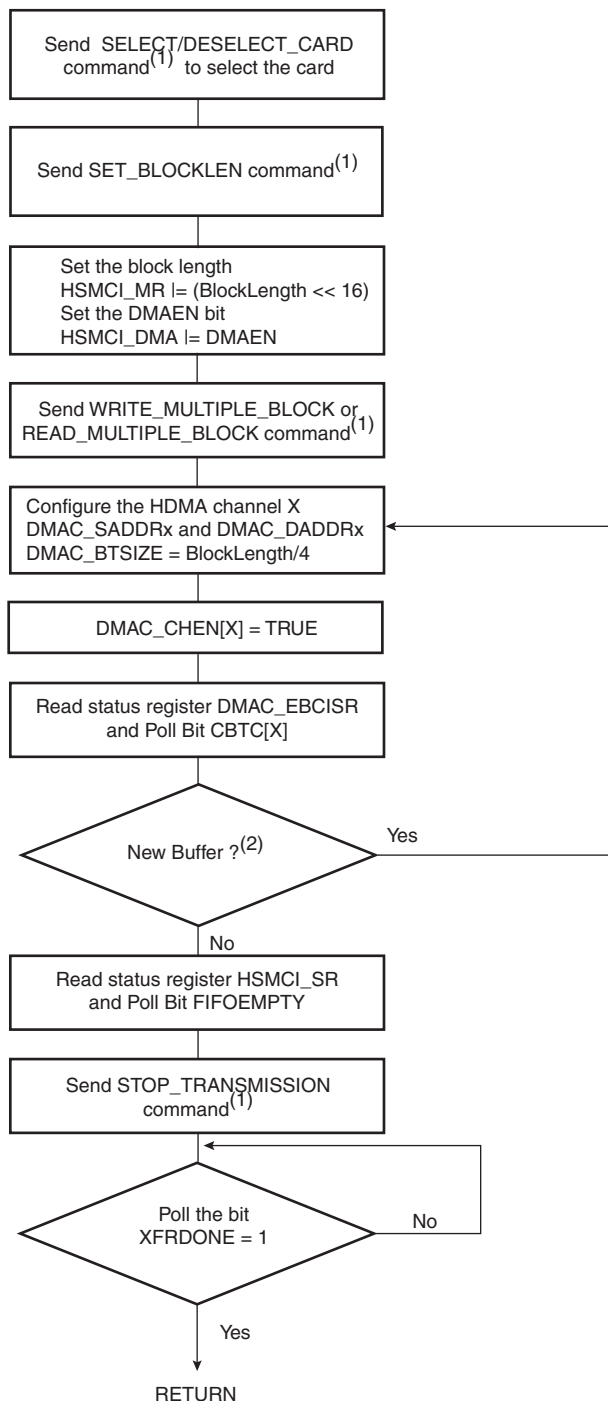 Send SELECT/DESELECT_CARD
command(1) to select the card
Send SET_BLOCKLEN command(1)
Set the block length
HSMCI_MR |= (BlockLength << 16)
Set the DMAEN bit
HSMCI_DMA |= DMAEN
Send WRITE_MULTIPLE_BLOCK or
READ_MULTIPLE_BLOCK command(1)
Configure the HDMA channel X
DMAC_SADDRx and DMAC_DADDRx
DMAC_BTSIZE = BlockLength/4
DMAC_CHEN[X] = TRUE
Read status register DMAC_EBCISR
and Poll Bit CBTC[X]
New Buffer ?(2)
Yes
No
Read status register HSMCI_SR
and Poll Bit FIFOEMPTY
Send STOP_TRANSMISSION
command(1)
Poll the bit
XFRDONE = 1
No
Yes
RETURN